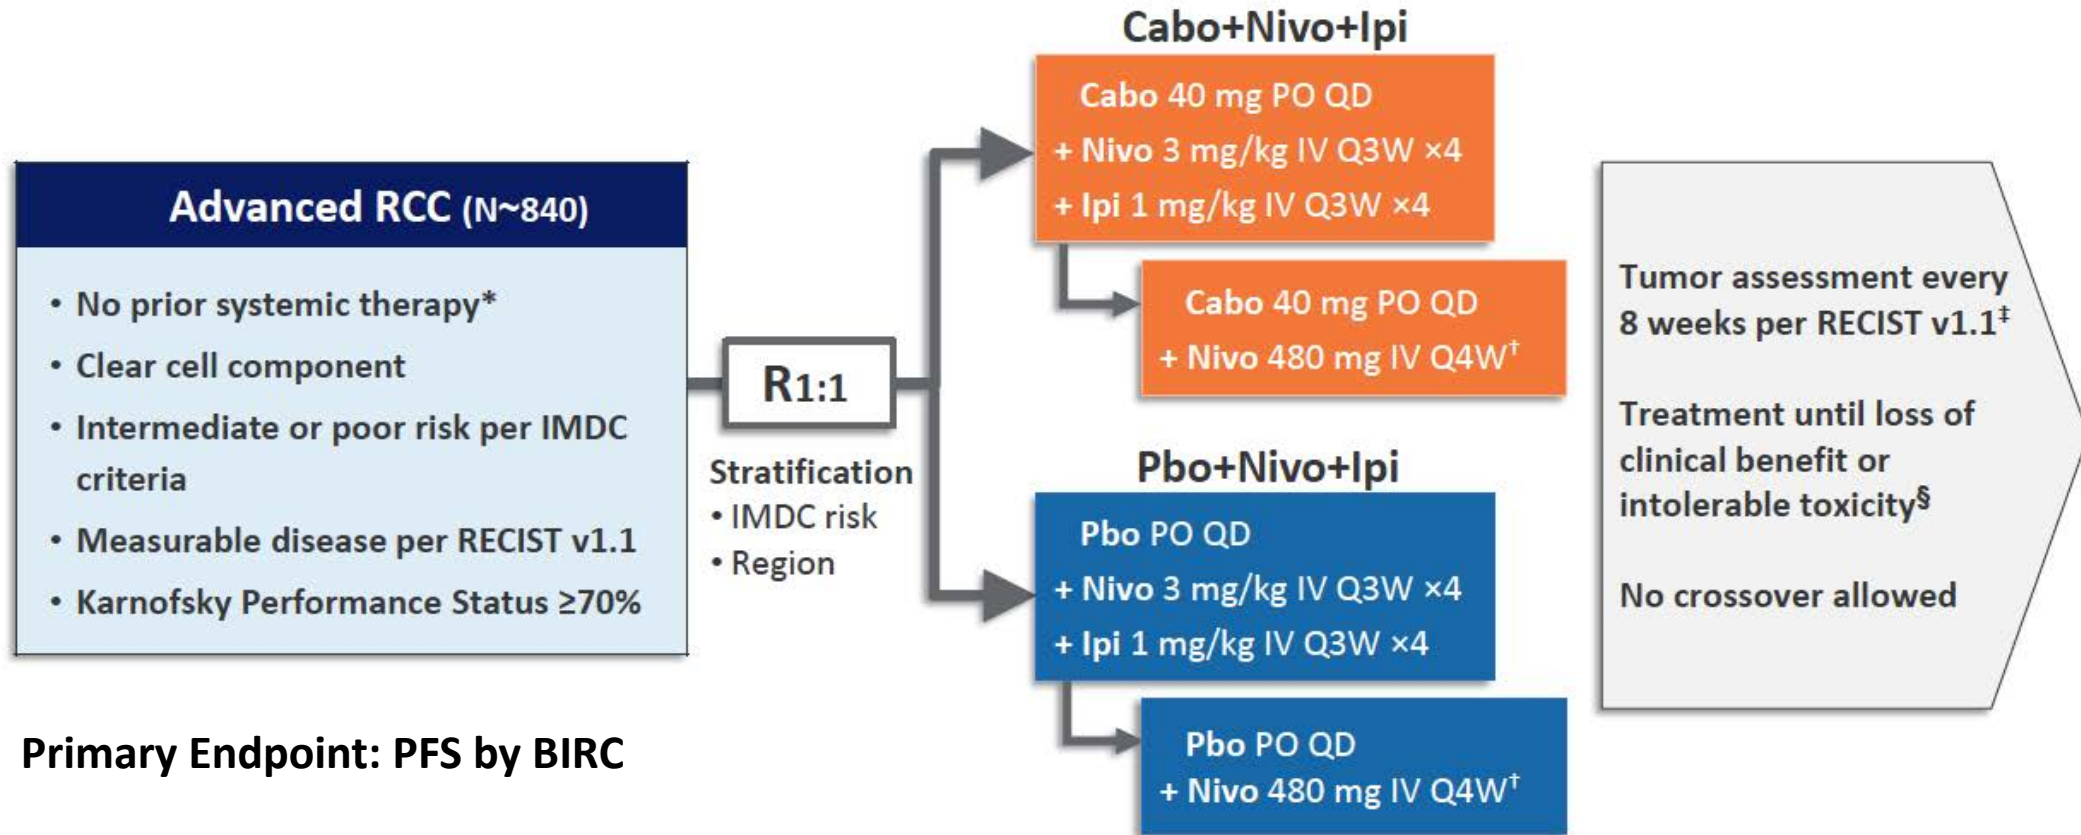 Advanced RCC (N~840)
• No prior systemic therapy*
• Clear cell component
• Intermediate or poor risk per IMDC
criteria
• Measurable disease per RECIST v1.1
• Karnofsky Performance Status ≥70%
R1:1
Stratification
• IMDC risk
• Region
Cabo+Nivo+Ipi
Cabo 40 mg PO QD
+ Nivo 3 mg/kg IV Q3W ×4
+ Ipi 1 mg/kg IV Q3W ×4
Cabo 40 mg PO QD
+ Nivo 480 mg IV Q4W†
Pbo+Nivo+Ipi
Pbo PO QD
+ Nivo 3 mg/kg IV Q3W ×4
+ Ipi 1 mg/kg IV Q3W ×4
Pbo PO QD
+ Nivo 480 mg IV Q4W†
Tumor assessment every
8 weeks per RECIST v1.1‡
Treatment until loss of
clinical benefit or
intolerable toxicity§
No crossover allowed
Primary Endpoint: PFS by BIRC